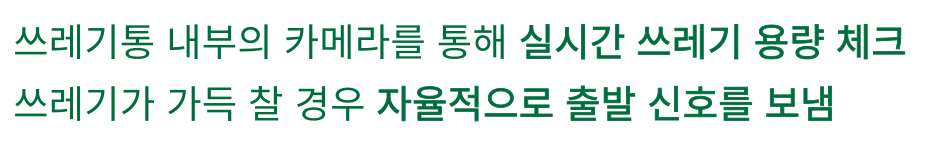 쓰레기통 내부의 카메라를 통해 실시간 쓰레기 용량 체크
쓰레기가 가득 찰 경우 자율적으로 출발 신호를 보냄